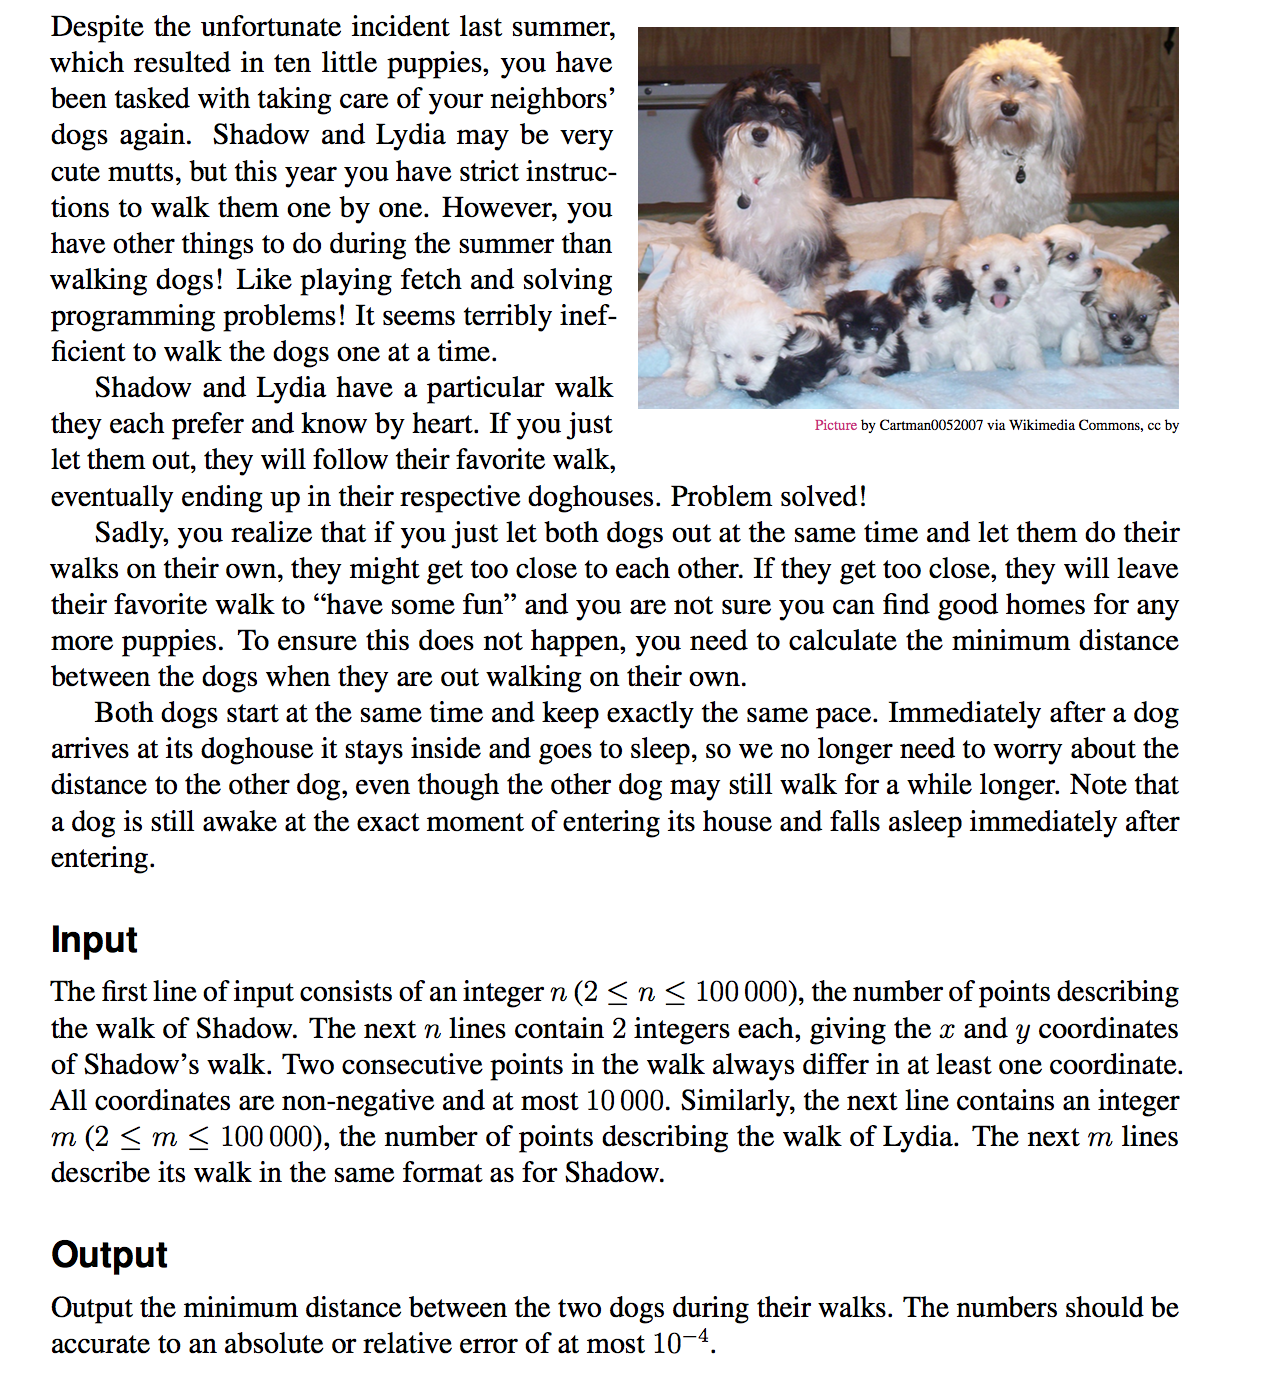 Despite the unfortunate incident last summer,
which resulted in ten little puppies, you have
been tasked with taking care of your neighbors’
dogs again. Shadow and Lydia may be very
cute mutts, but this year you have strict instruc-
tions to walk them one by one. However, you
have other things to do during the summer than
walking dogs! Like playing fetch and solving
programming problems! It seems terribly inef-
ficient to walk the dogs one at a time.
Shadow and Lydia have a particular walk
they each prefer and know by heart. If you just
let them out, they will follow their favorite walk,
Picture by Cartman0052007 via Wikimedia Commons, cc by
eventually ending up in their respective doghouses. Problem solved!
Sadly, you realize that if you just let both dogs out at the same time and let them do their
walks on their own, they might get too close to each other. If they get too close, they will leave
their favorite walk to “have some fun” and you are not sure you can find good homes for any
more puppies. To ensure this does not happen, you need to calculate the minimum distance
between the dogs when they are out walking on their own.
Both dogs start at the same time and keep exactly the same pace. Immediately after a dog
arrives at its doghouse it stays inside and goes to sleep, so we no longer need to worry about the
distance to the other dog, even though the other dog may still walk for a while longer. Note that
a dog is still awake at the exact moment of entering its house and falls asleep immediately after
entering.
Input
The first line of input consists of an integer n (2 ≤ n ≤ 100 000), the number of points describing
the walk of Shadow. The next n lines contain 2 integers each, giving the x and y coordinates
of Shadow’s walk. Two consecutive points in the walk always differ in at least one coordinate.
All coordinates are non-negative and at most 10 000. Similarly, the next line contains an integer
m (2 ≤ m ≤ 100 000), the number of points describing the walk of Lydia. The next m lines
describe its walk in the same format as for Shadow.
Output
Output the minimum distance between the two dogs during their walks. The numbers should be
accurate to an absolute or relative error of at most 10⁻⁴.